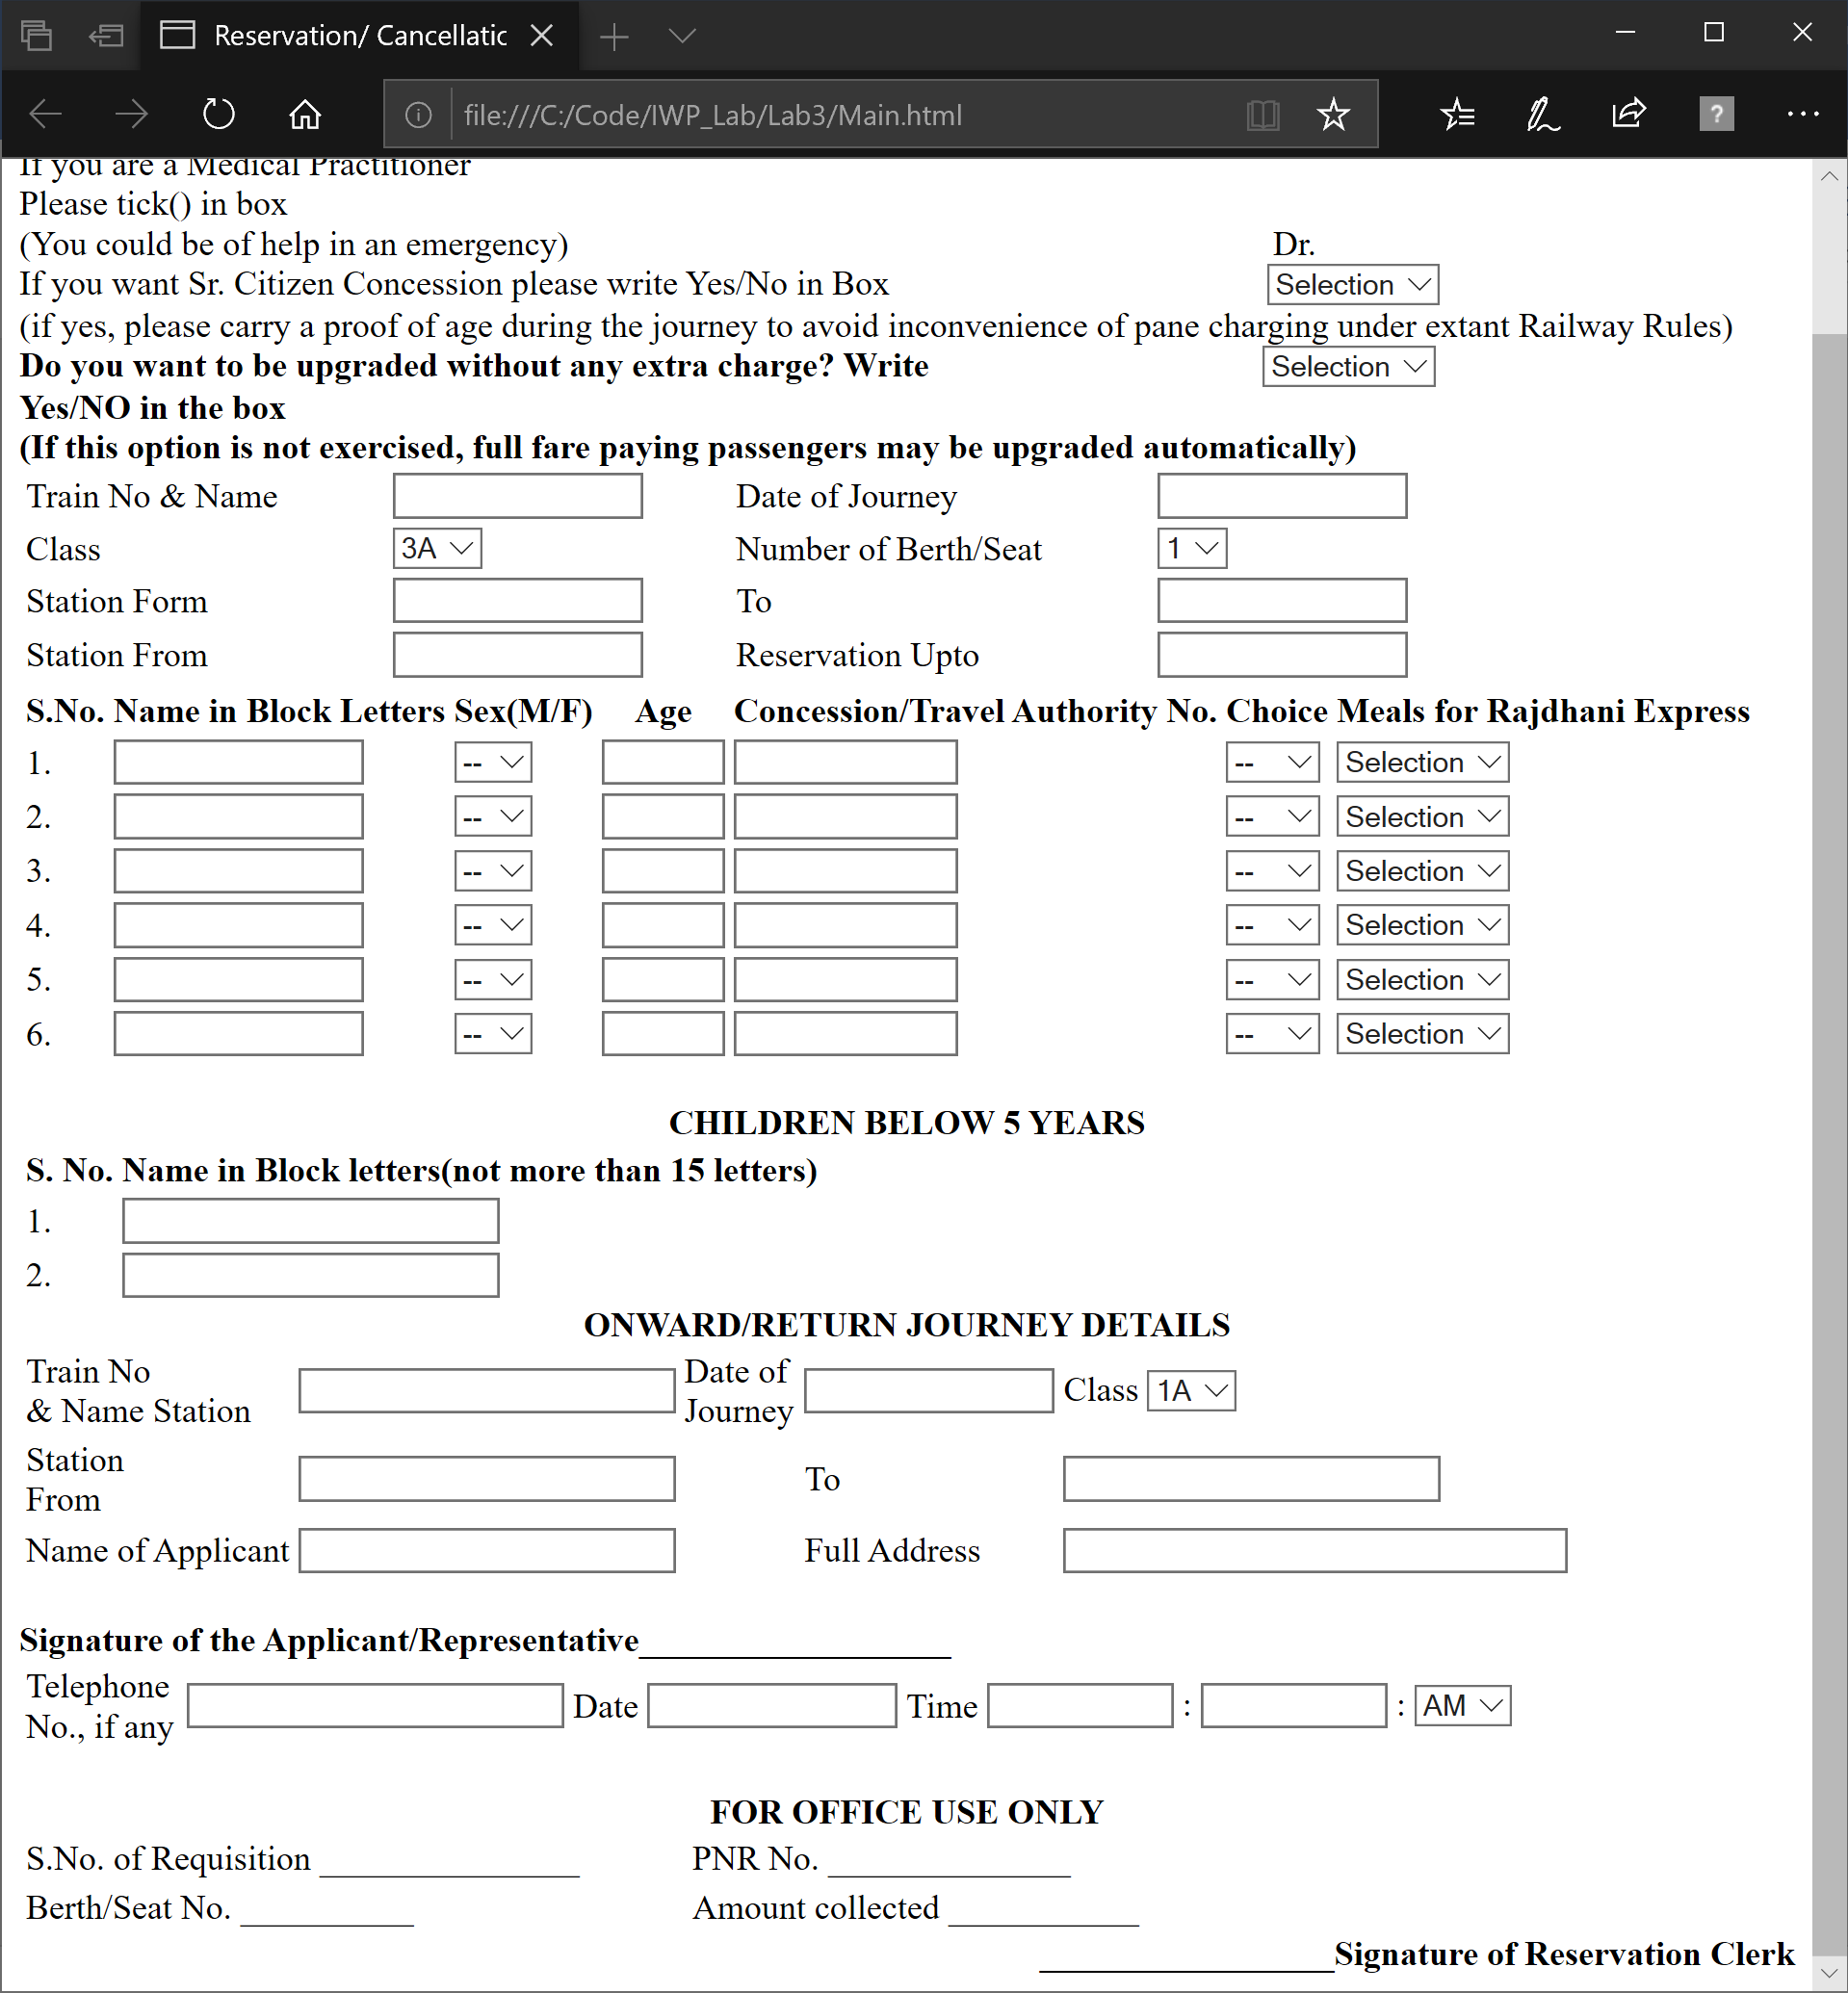 Reservation/ Cancellatic
file:///C:/Code/IWP_Lab/Lab3/Main.html
If you are a Medical Practitioner
Please tick() in box
(You could be of help in an emergency) Dr.
If you want Sr. Citizen Concession please write Yes/No in Box Selection
(if yes, please carry a proof of age during the journey to avoid inconvenience of pane charging under extant Railway Rules)
Do you want to be upgraded without any extra charge? Write Selection
Yes/NO in the box
(If this option is not exercised, full fare paying passengers may be upgraded automatically)
Train No & Name Date of Journey
Class 3A Number of Berth/Seat 1
Station Form To
Station From Reservation Upto
S.No. Name in Block Letters Sex(M/F) Age Concession/Travel Authority No. Choice Meals for Rajdhani Express
1. -- -- Selection
2. -- -- Selection
3. -- -- Selection
4. -- -- Selection
5. -- -- Selection
6. -- -- Selection
CHILDREN BELOW 5 YEARS
S. No. Name in Block letters(not more than 15 letters)
1.
2.
ONWARD/RETURN JOURNEY DETAILS
Train No Date of
& Name Station Journey Class 1A
Station
From To
Name of Applicant Full Address
Signature of the Applicant/Representative__________________
Telephone
No., if any Date Time : : AM
FOR OFFICE USE ONLY
S.No. of Requisition _______________ PNR No. ______________
Berth/Seat No. __________ Amount collected ___________
_________________Signature of Reservation Clerk